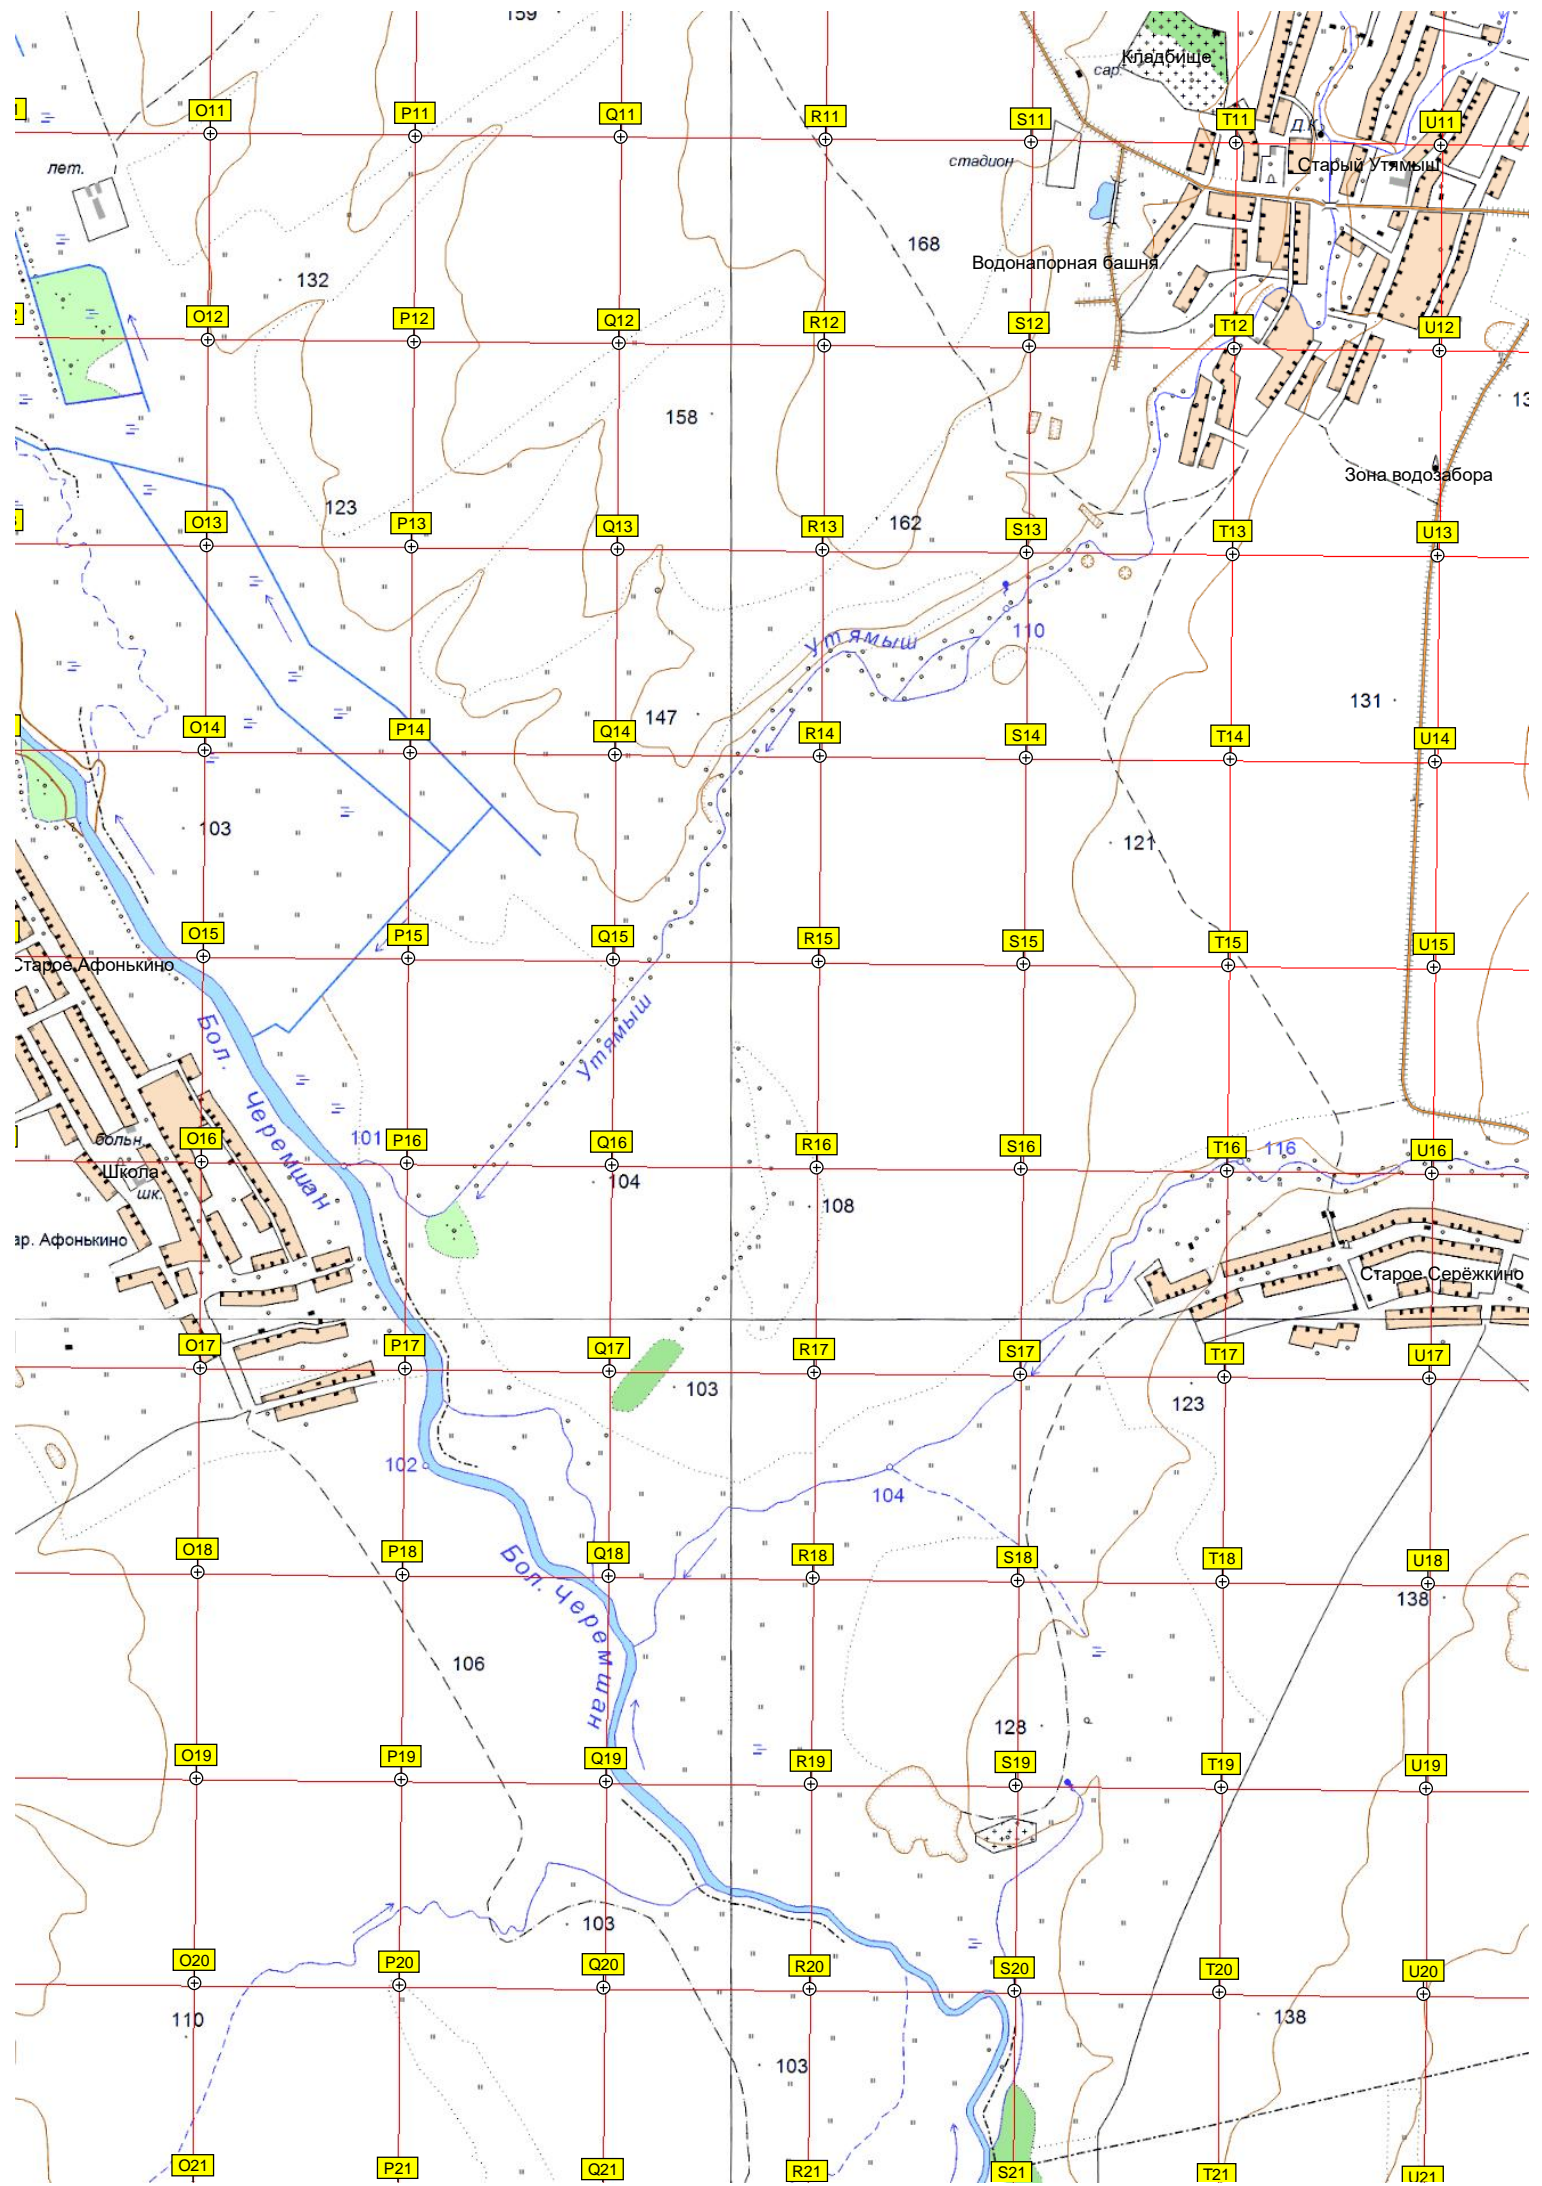 159
Кладбище
сар.
O11
P11
Q11
R11
S11
T11
U11
Д.К.
стадион
Старый Утямыш
лет.
168
Водонапорная башня
132
O12
P12
Q12
R12
S12
T12
U12
158
13
Зона водозабора
123
162
O13
P13
Q13
R13
S13
T13
U13
Утямыш
110
131
147
O14
P14
Q14
R14
S14
T14
U14
103
121
O15
P15
Q15
R15
S15
T15
U15
Старое Афонькино
Утямыш
Бол. Черемшан
101
больн.
O16
P16
Q16
R16
S16
T16
116
U16
Школа
шк.
104
108
ар. Афонькино
Старое Серёжкино
O17
P17
Q17
R17
S17
T17
U17
103
123
102
104
O18
P18
Q18
R18
S18
T18
U18
Бол. Черемшан
138
106
128
O19
P19
Q19
R19
S19
T19
U19
103
O20
P20
Q20
R20
S20
T20
U20
110
138
103
O21
P21
Q21
R21
S21
T21
U21